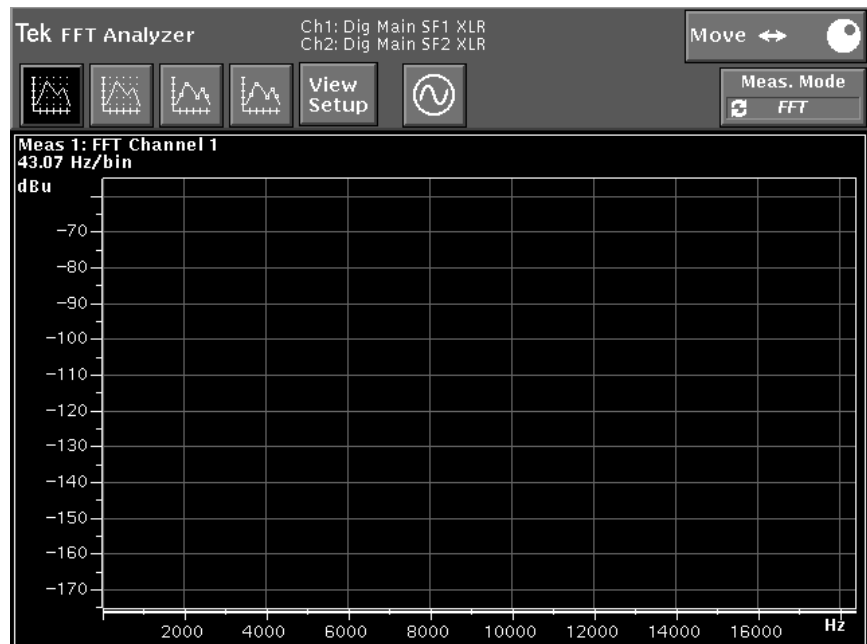 Tek FFT Analyzer
Ch1: Dig Main SF1 XLR
Ch2: Dig Main SF2 XLR
Move
View
Setup
Meas. Mode
FFT
Meas 1: FFT Channel 1
43.07 Hz/bin
dBu
-70
-80
-90
-100
-110
-120
-130
-140
-150
-160
-170
2000 4000 6000 8000 10000 12000 14000 16000 Hz